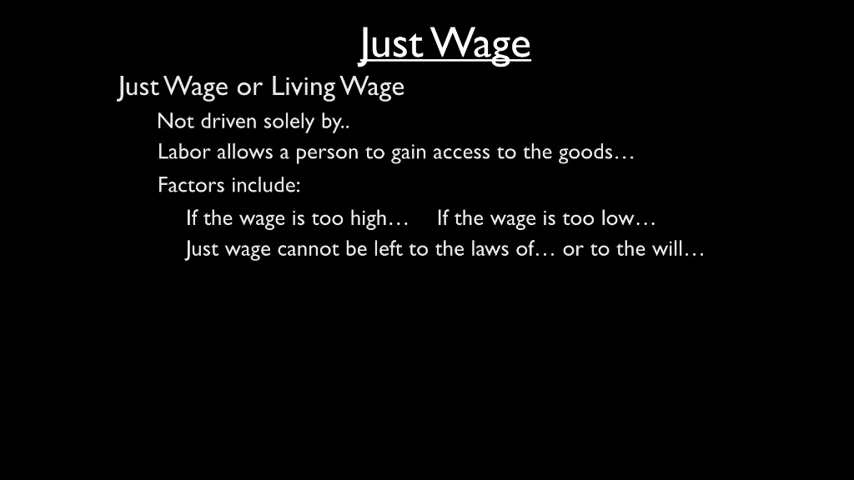 Just Wage
Just Wage or Living Wage
Not driven solely by..
Labor allows a person to gain access to the goods…
Factors include:
If the wage is too high… If the wage is too low…
Just wage cannot be left to the laws of… or to the will…